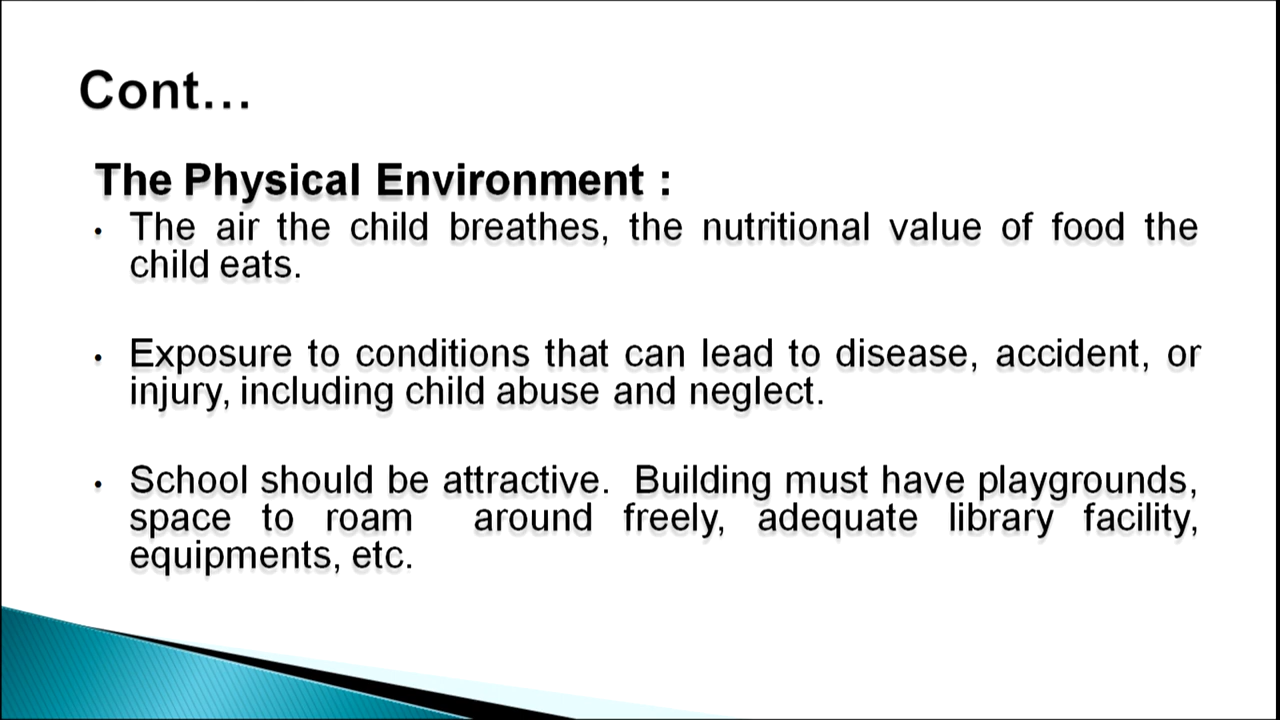 Cont...
The Physical Environment :
• The air the child breathes, the nutritional value of food the
child eats.
• Exposure to conditions that can lead to disease, accident, or
injury, including child abuse and neglect.
• School should be attractive. Building must have playgrounds,
space to roam around freely, adequate library facility,
equipments, etc.